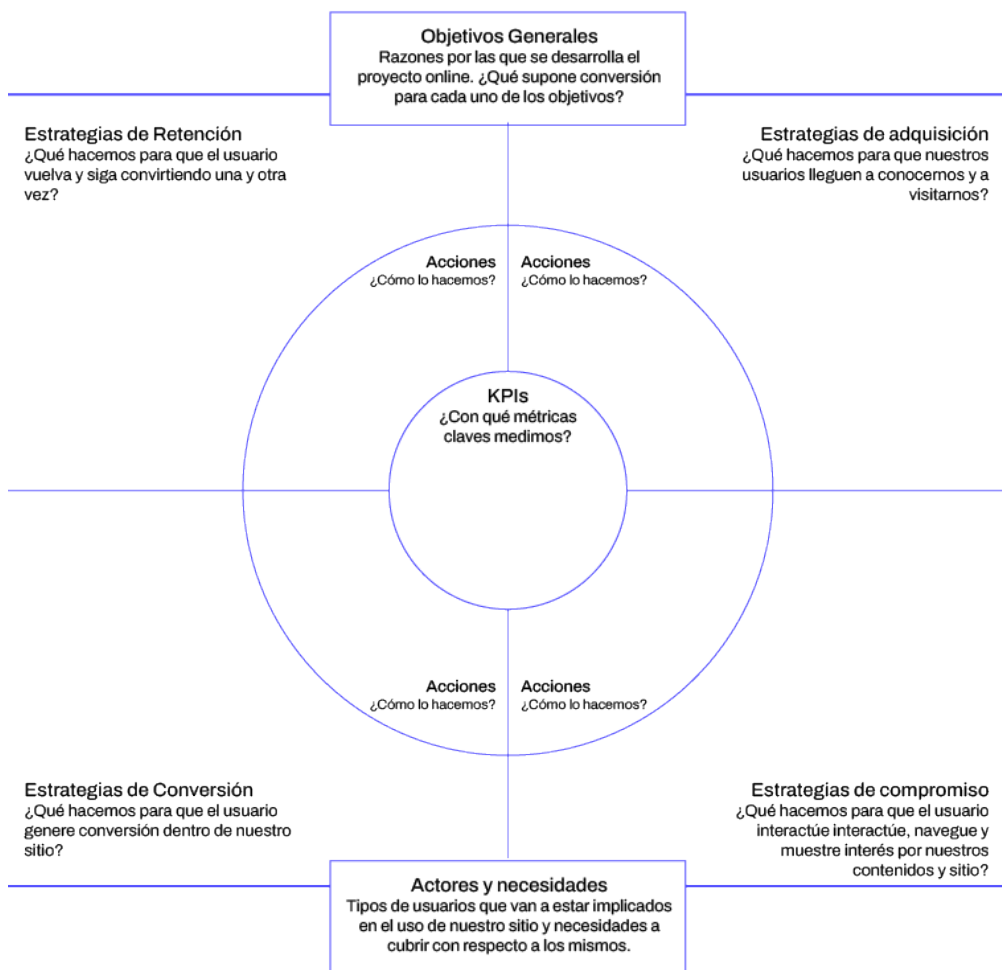 Objetivos Generales
Razones por las que se desarrolla el
proyecto online. ¿Qué supone conversión
para cada uno de los objetivos?
Estrategias de Retención
¿Qué hacemos para que el usuario
vuelva y siga convirtiendo una y otra
vez?
Estrategias de adquisición
¿Qué hacemos para que nuestros
usuarios lleguen a conocernos y a
visitarnos?
Acciones
¿Cómo lo hacemos?
Acciones
¿Cómo lo hacemos?
KPIs
¿Con qué métricas
claves medimos?
Acciones
¿Cómo lo hacemos?
Acciones
¿Cómo lo hacemos?
Estrategias de Conversión
¿Qué hacemos para que el usuario
genere conversión dentro de nuestro
sitio?
Estrategias de compromiso
¿Qué hacemos para que el usuario
interactúe interactúe, navegue y
muestre interés por nuestros
contenidos y sitio?
Actores y necesidades
Tipos de usuarios que van a estar implicados
en el uso de nuestro sitio y necesidades a
cubrir con respecto a los mismos.